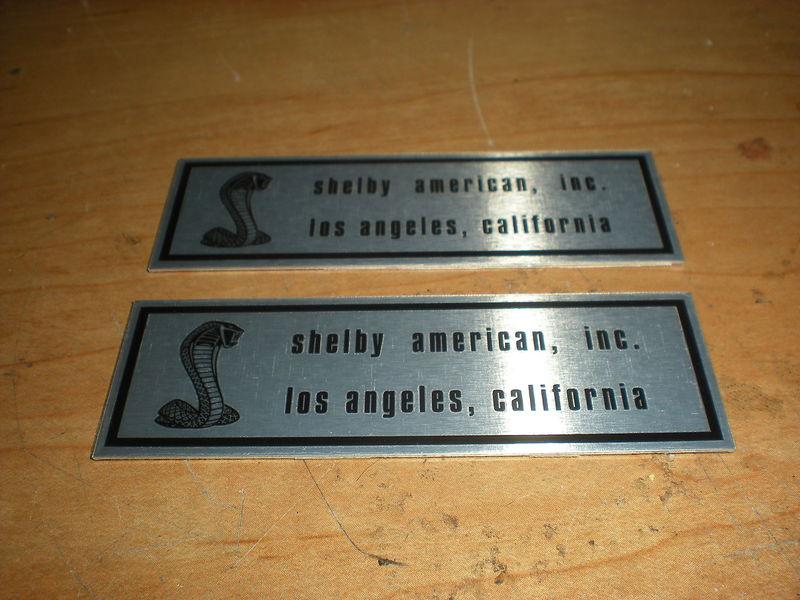 shelby american, inc.
los angeles, california
shelby american, inc.
los angeles, california